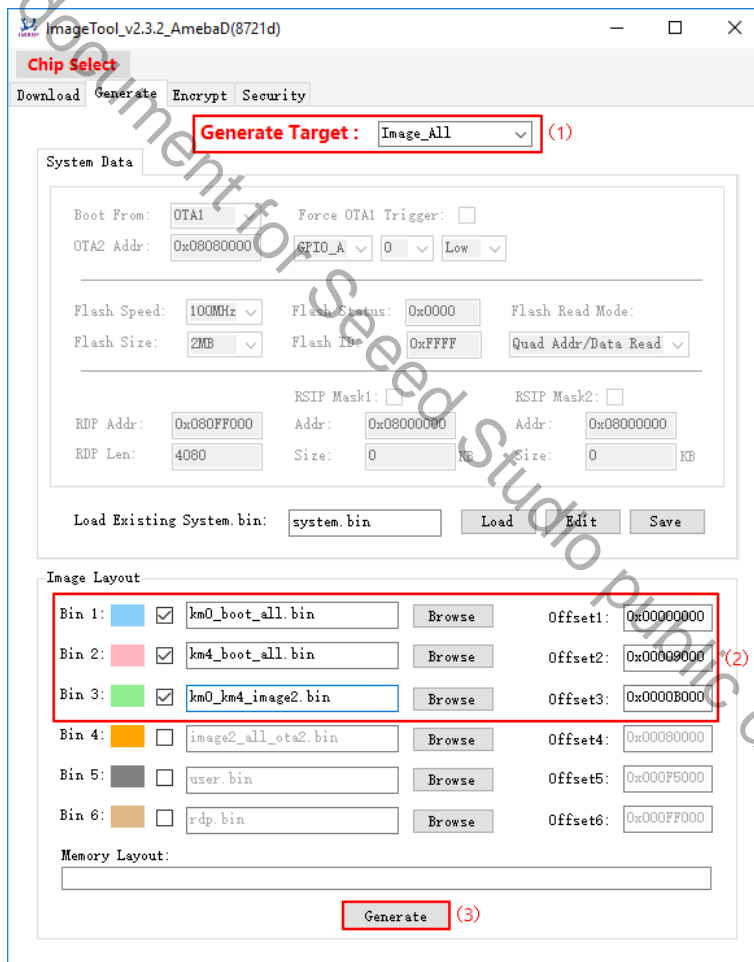 ImageTool_v2.3.2_AmebaD(8721d)
Chip Select
Download Generate Encrypt Security
Generate Target : Image_All (1)
System Data
Boot From: OTA1 Force OTA1 Trigger:
OTA2 Addr: 0x08080000 GPIO_A 0 Low
Flash Speed: 100MHz Flash Status: 0x0000 Flash Read Mode:
Flash Size: 2MB Flash ID: 0xFFFF Quad Addr/Data Read
RSIP Mask1: RSIP Mask2:
RDP Addr: 0x080FF000 Addr: 0x08000000 Addr: 0x08000000
RDP Len: 4080 Size: 0 KB Size: 0 KB
Load Existing System.bin: system.bin Load Edit Save
Image Layout
Bin 1: km0_boot_all.bin Browse Offset1: 0x00000000
Bin 2: km4_boot_all.bin Browse Offset2: 0x00009000 (2)
Bin 3: km0_km4_image2.bin Browse Offset3: 0x0000B000
Bin 4: image2_all_ota2.bin Browse Offset4: 0x00080000
Bin 5: user.bin Browse Offset5: 0x000F5000
Bin 6: rdp.bin Browse Offset6: 0x000FF000
Memory Layout:
Generate (3)
document for Seeed Studio public